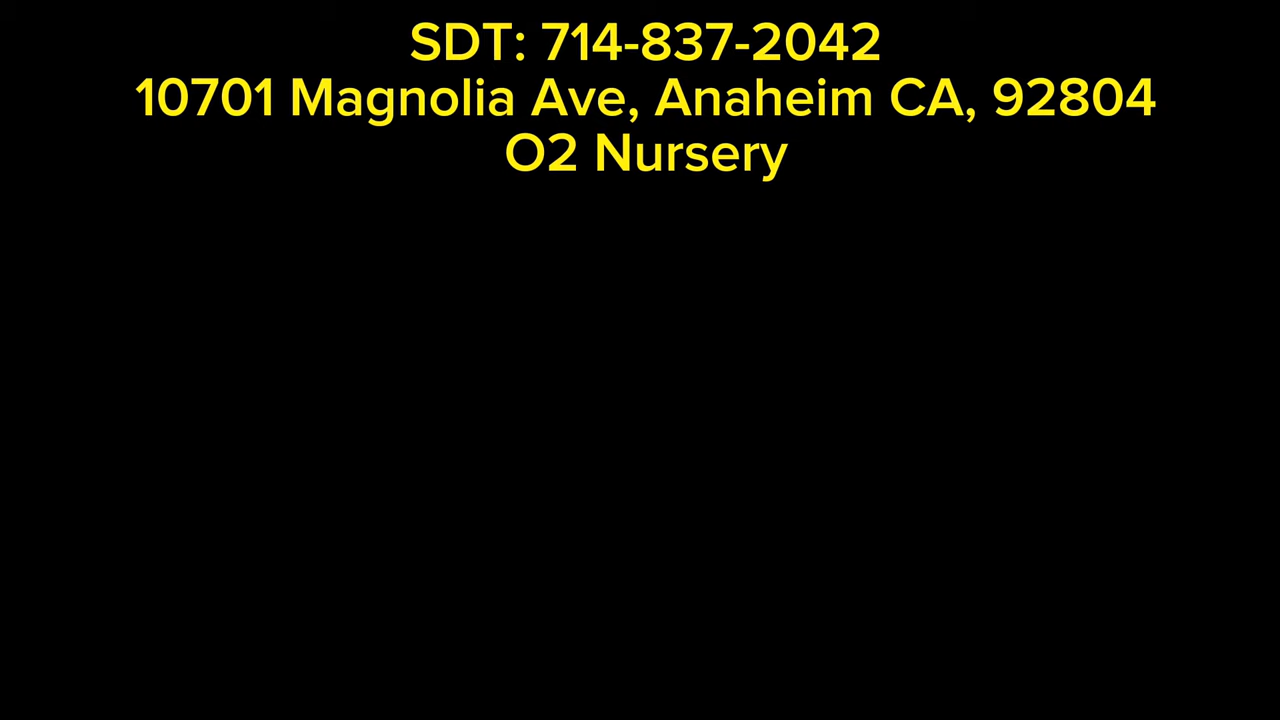 SDT: 714-837-2042
10701 Magnolia Ave, Anaheim CA, 92804
O2 Nursery